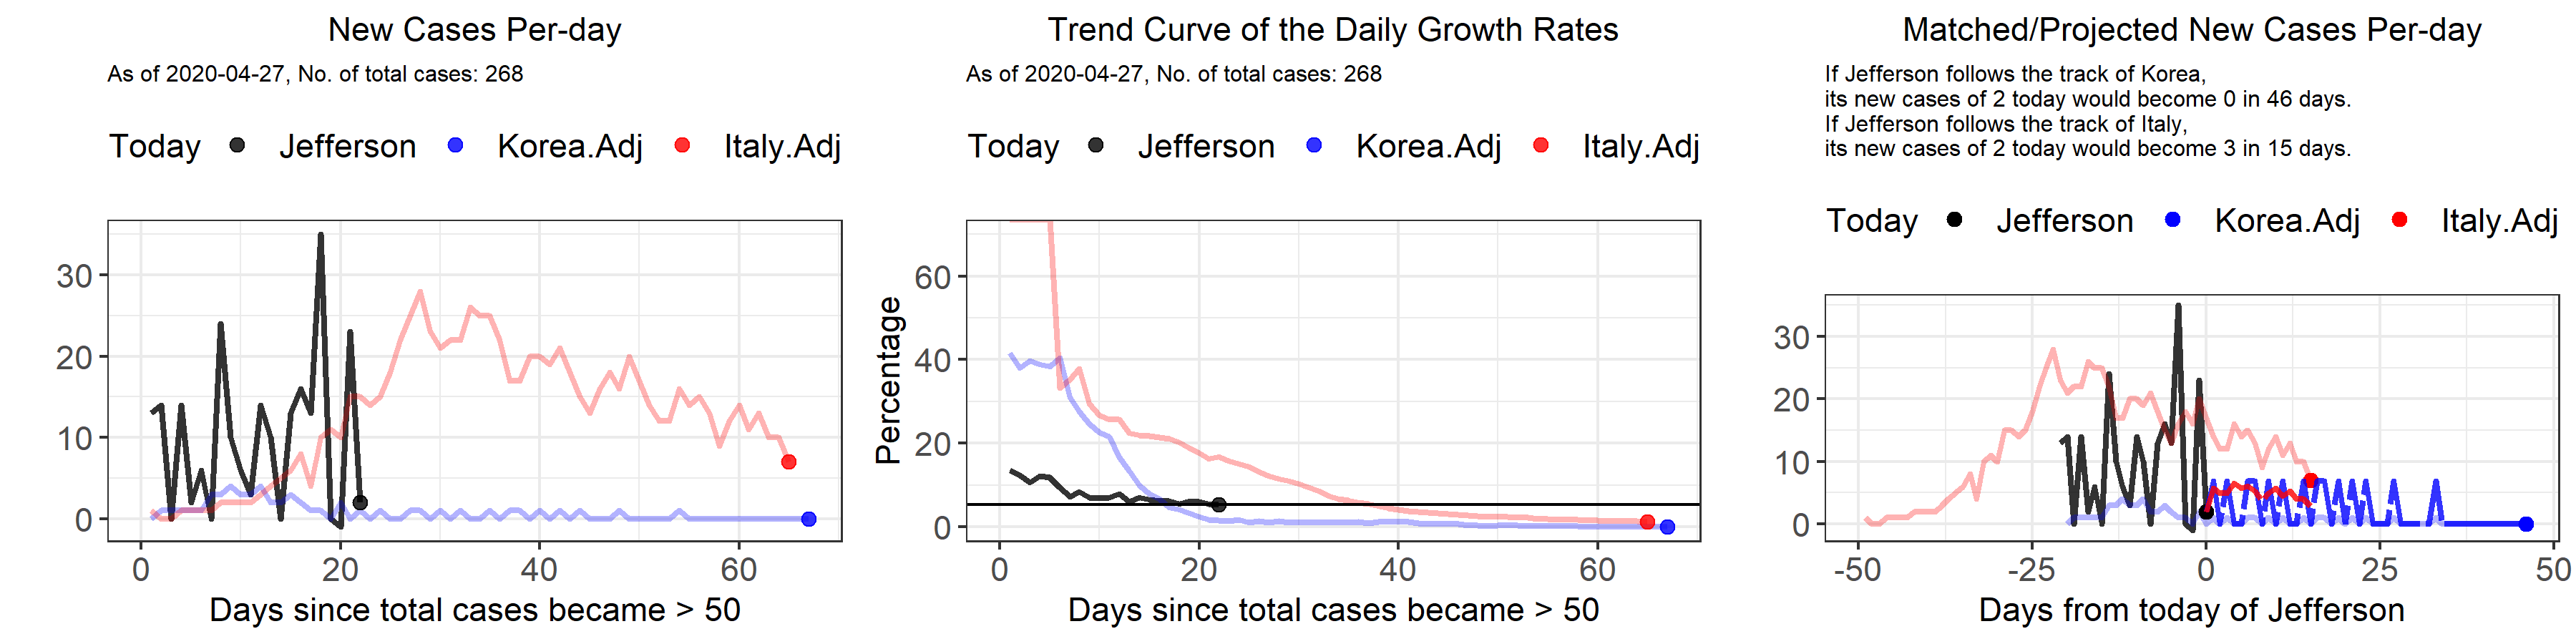 New Cases Per-day
As of 2020-04-27, No. of total cases: 268
Today Jefferson Korea.Adj Italy.Adj
30
20
10
0
0 20 40 60
Days since total cases became > 50
Trend Curve of the Daily Growth Rates
As of 2020-04-27, No. of total cases: 268
Today Jefferson Korea.Adj Italy.Adj
Percentage
60
40
20
0
0 20 40 60
Days since total cases became > 50
Matched/Projected New Cases Per-day
If Jefferson follows the track of Korea,
its new cases of 2 today would become 0 in 46 days.
If Jefferson follows the track of Italy,
its new cases of 2 today would become 3 in 15 days.
Today Jefferson Korea.Adj Italy.Adj
30
20
10
0
-50 -25 0 25 50
Days from today of Jefferson